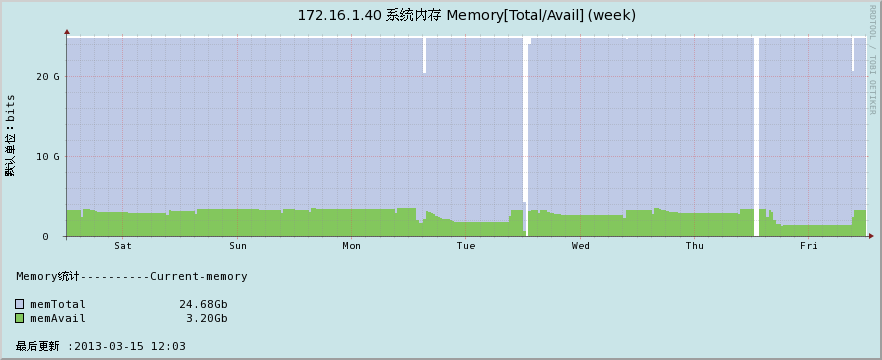 172.16.1.40 系统内存 Memory[Total/Avail] (week)
RRDTOOL / TOBI OETIKER
默认单位：bits
20 G
10 G
0
Sat Sun Mon Tue Wed Thu Fri
Memory统计----------Current-memory
memTotal 24.68Gb
memAvail 3.20Gb
最后更新 :2013-03-15 12:03